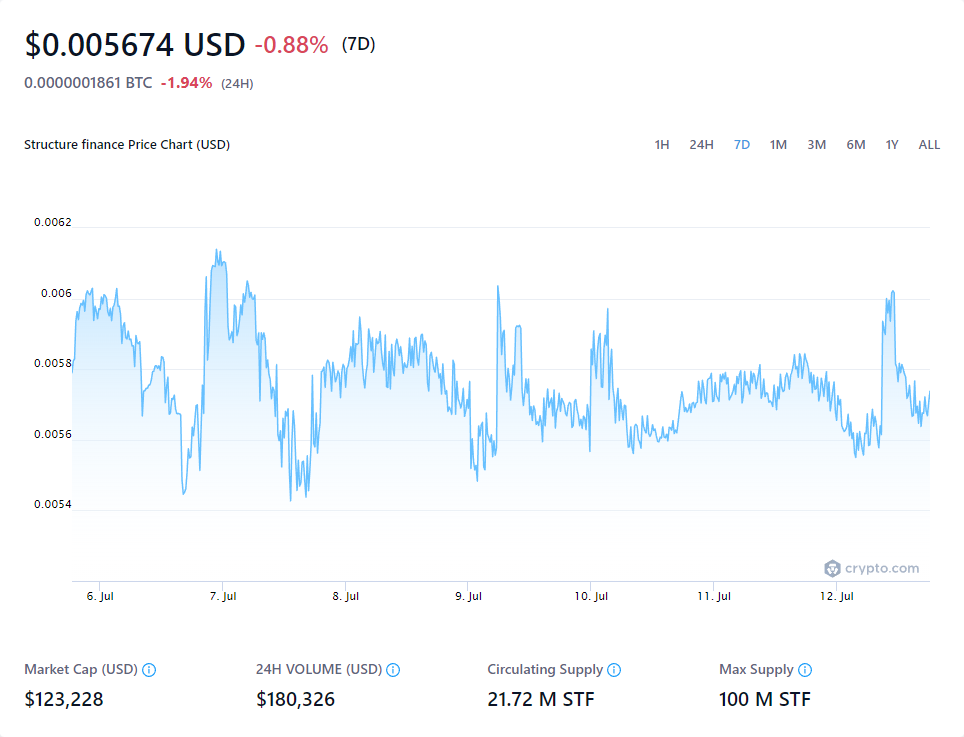 $0.005674 USD -0.88% (7D)
0.0000001861 BTC -1.94% (24H)
Structure finance Price Chart (USD) 1H 24H 7D 1M 3M 6M 1Y ALL
0.0062
0.006
0.0058
0.0056
0.0054
crypto.com
6. Jul 7. Jul 8. Jul 9. Jul 10. Jul 11. Jul 12. Jul
Market Cap (USD) 24H VOLUME (USD) Circulating Supply Max Supply
$123,228 $180,326 21.72 M STF 100 M STF